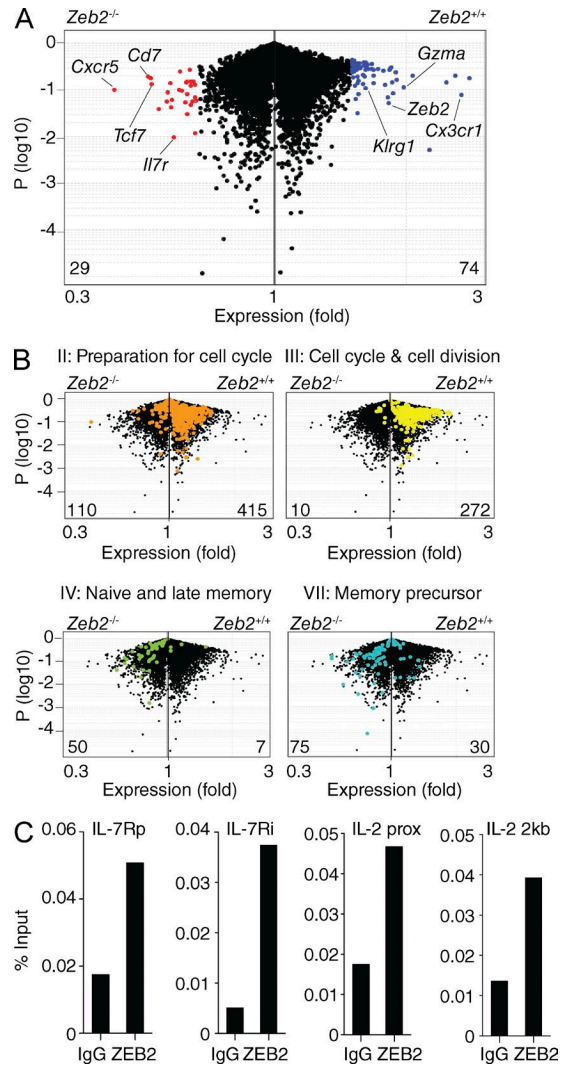 A
Zeb2-/- Zeb2+/+
P (log10)
-0
-1
-2
-3
-4
Cxcr5
Cd7
Tcf7
Il7r
Gzma
Zeb2
Cx3cr1
Klrg1
29 74
0.3 1 3
Expression (fold)
B
II: Preparation for cell cycle
Zeb2-/- Zeb2+/+
P (log10)
0
-1
-2
-3
-4
110 415
0.3 1 3
Expression (fold)
III: Cell cycle & cell division
Zeb2-/- Zeb2+/+
10 272
0.3 1 3
Expression (fold)
IV: Naive and late memory
Zeb2-/- Zeb2+/+
P (log10)
0
-1
-2
-3
-4
50 7
0.3 1 3
Expression (fold)
VII: Memory precursor
Zeb2-/- Zeb2+/+
75 30
0.3 1 3
Expression (fold)
C
% Input
IL-7Rp
0.06
0.04
0.02
0
IgG ZEB2
IL-7Ri
0.04
0.03
0.02
0.01
0
IgG ZEB2
IL-2 prox
0.05
0.04
0.03
0.02
0.01
0
IgG ZEB2
IL-2 2kb
0.05
0.04
0.03
0.02
0.01
0
IgG ZEB2